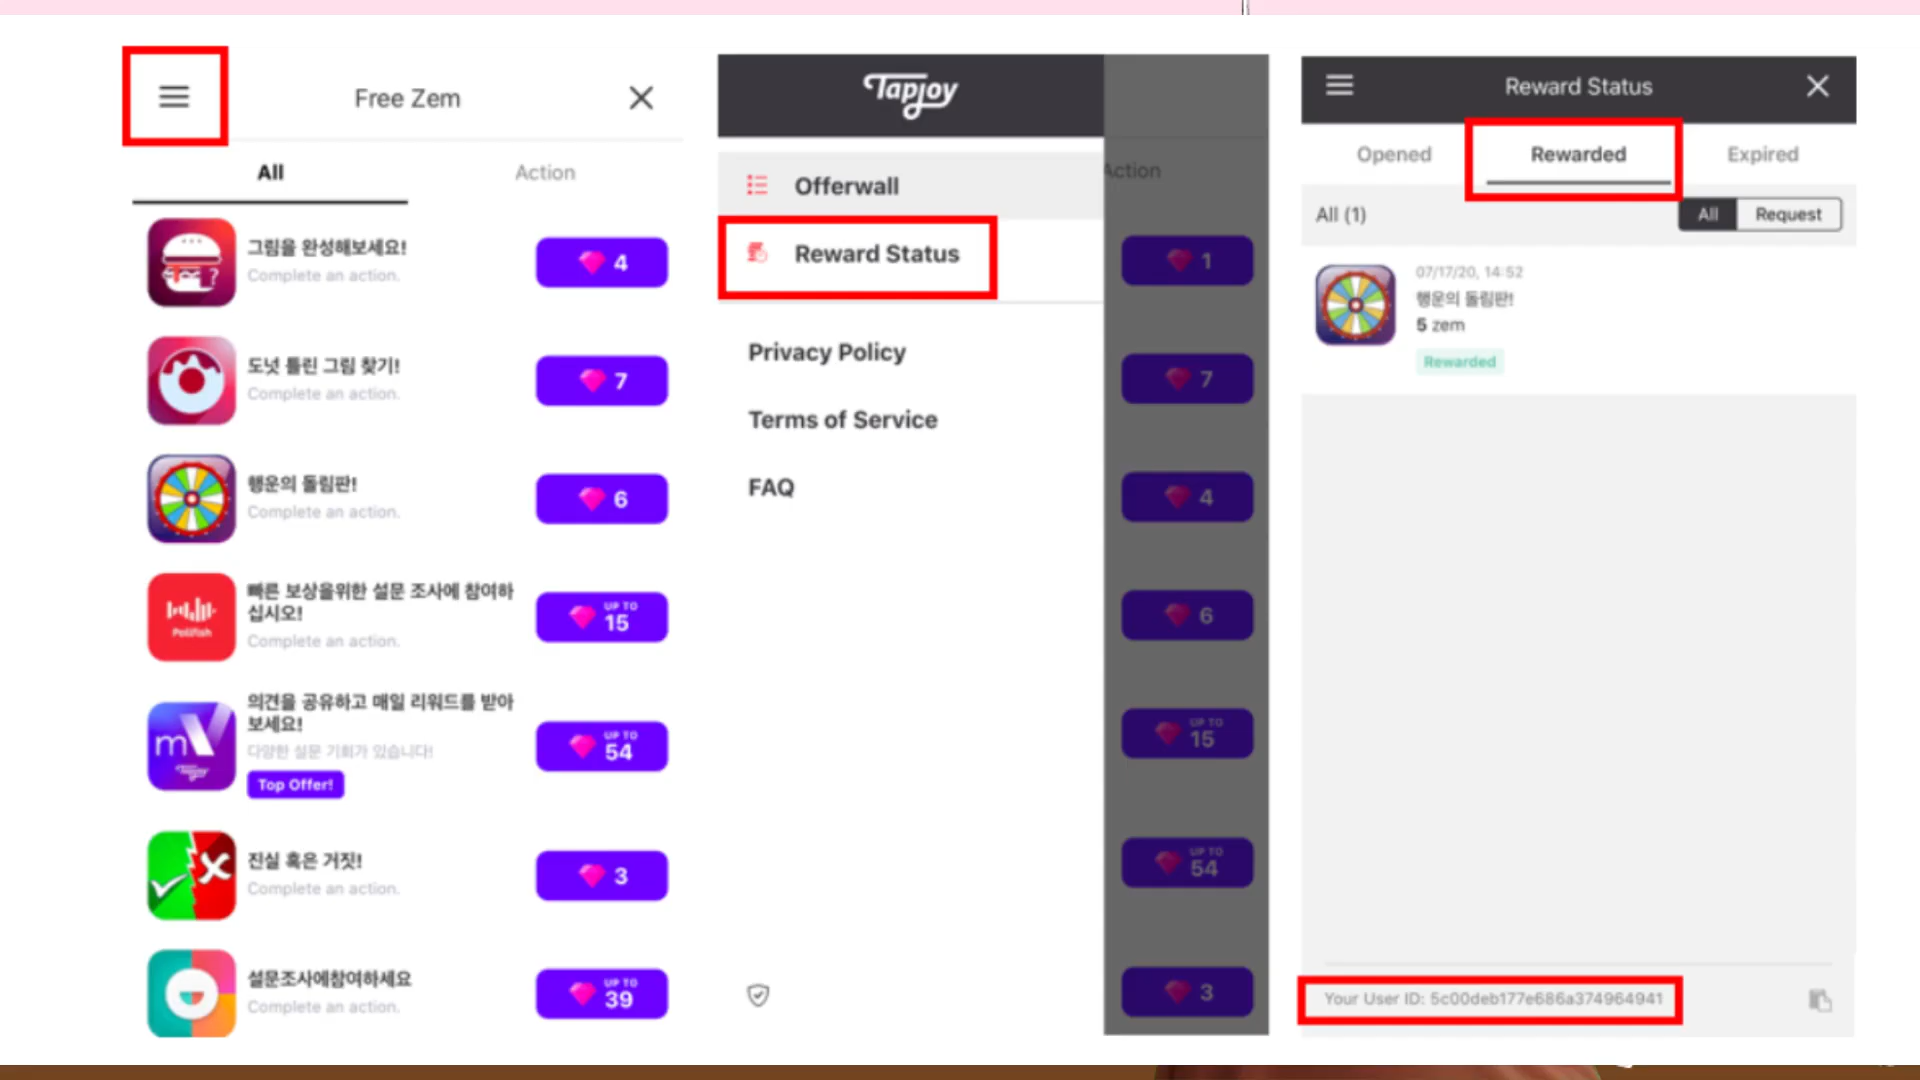 Free Zem
All
Action
그림을 완성해보세요!
Complete an action.
4
도넛 틀린 그림 찾기!
Complete an action.
7
행운의 돌림판!
Complete an action.
6
Pollfish
빠른 보상을위한 설문 조사에 참여하
십시오!
Complete an action.
UP TO
15
mV
Tapjoy
의견을 공유하고 매일 리워드를 받아
보세요!
다양한 설문 기회가 있습니다!
Top Offer!
UP TO
54
진실 혹은 거짓!
Complete an action.
3
설문조사에참여하세요
Complete an action.
UP TO
39
Tapjoy
Offerwall
Reward Status
Privacy Policy
Terms of Service
FAQ
Action
1
7
4
6
UP TO
15
UP TO
54
3
Reward Status
Opened
Rewarded
Expired
All (1)
All
Request
07/17/20, 14:52
행운의 돌림판!
5 zem
Rewarded
Your User ID: 5c00deb177e686a374964941